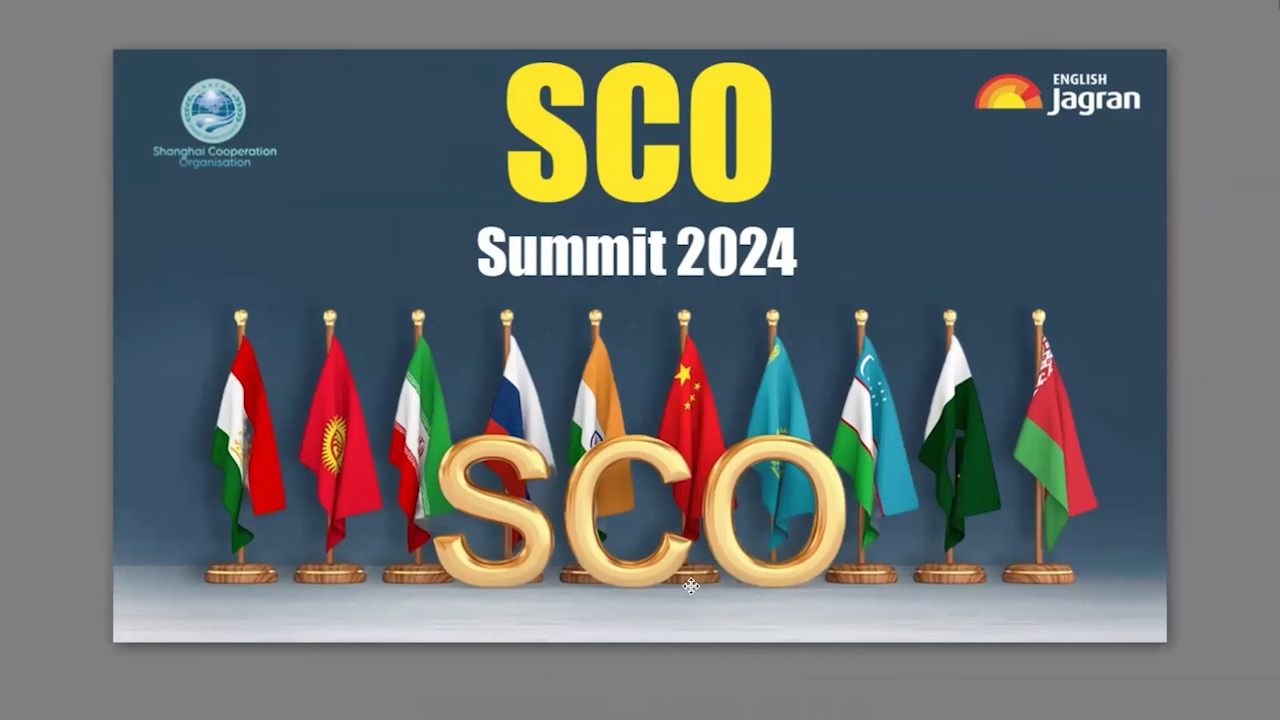 SCO
Summit 2024
Shanghai Cooperation
Organisation
ENGLISH
Jagran
SCO